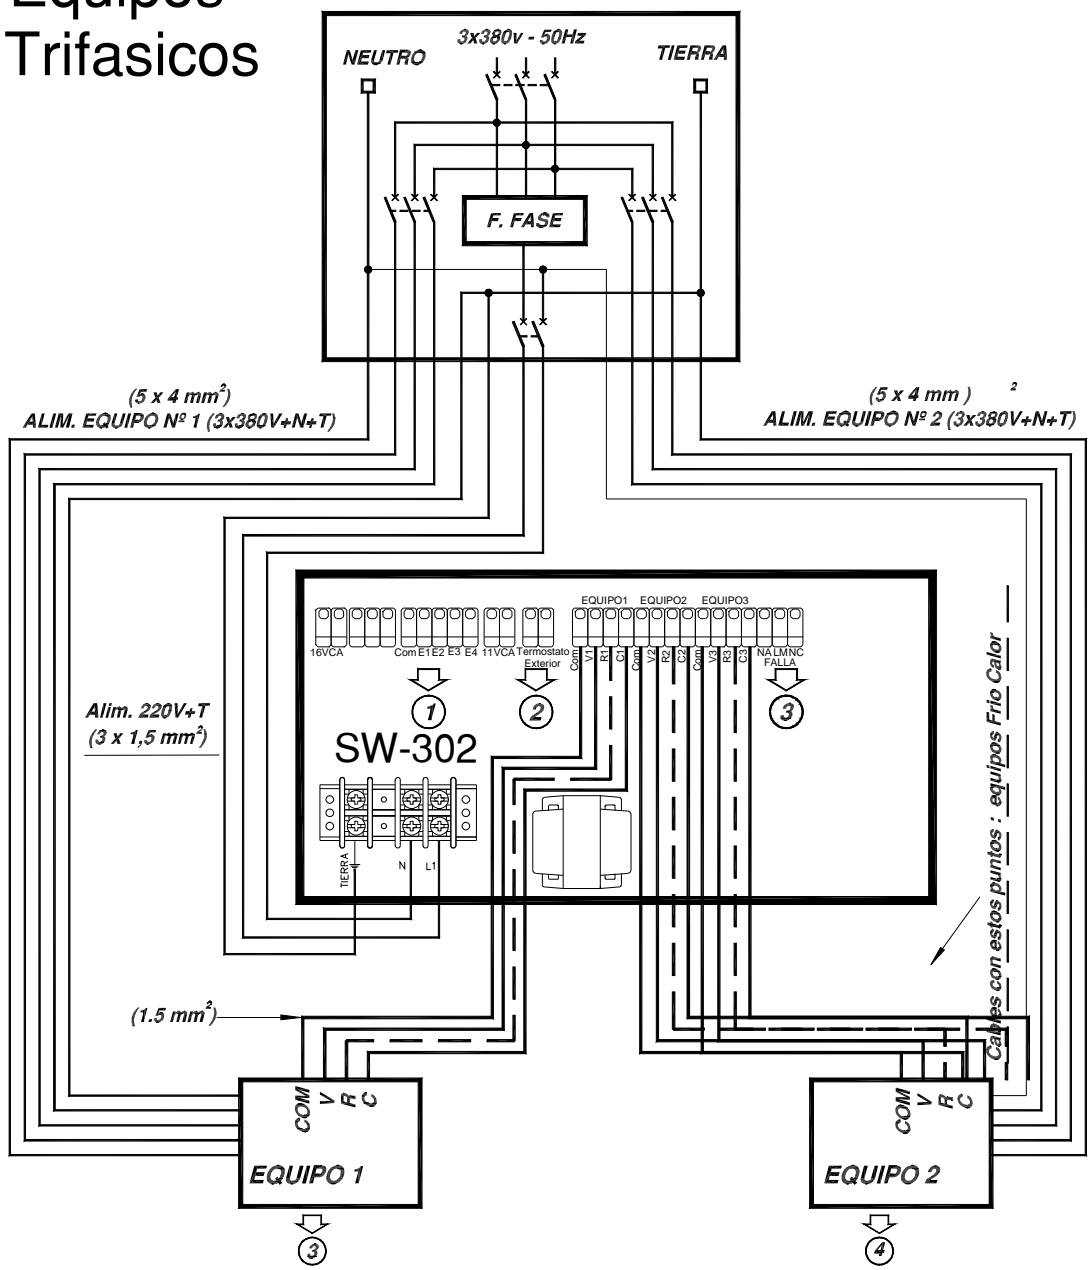 Equipos
Trifasicos
3x380v - 50Hz
NEUTRO
TIERRA
F. FASE
(5 x 4 mm²)
ALIM. EQUIPO Nº 1 (3x380V+N+T)
(5 x 4 mm ) ²
ALIM. EQUIPO Nº 2 (3x380V+N+T)
EQUIPO1 EQUIPO2 EQUIPO3
16VCA
Com E1 E2 E3 E4
11VCA
Termostato
Exterior
Com V1 R1 C1 Com V2 R2 C2 Com V3 R3 C3
NA LM NC
FALLA
1
2
3
Alim. 220V+T
(3 x 1,5 mm²)
SW-302
TIERRA
N
L1
Cables con estos puntos : equipos Frio Calor
(1.5 mm²)
COM V R C
EQUIPO 1
COM V R C
EQUIPO 2
3
4